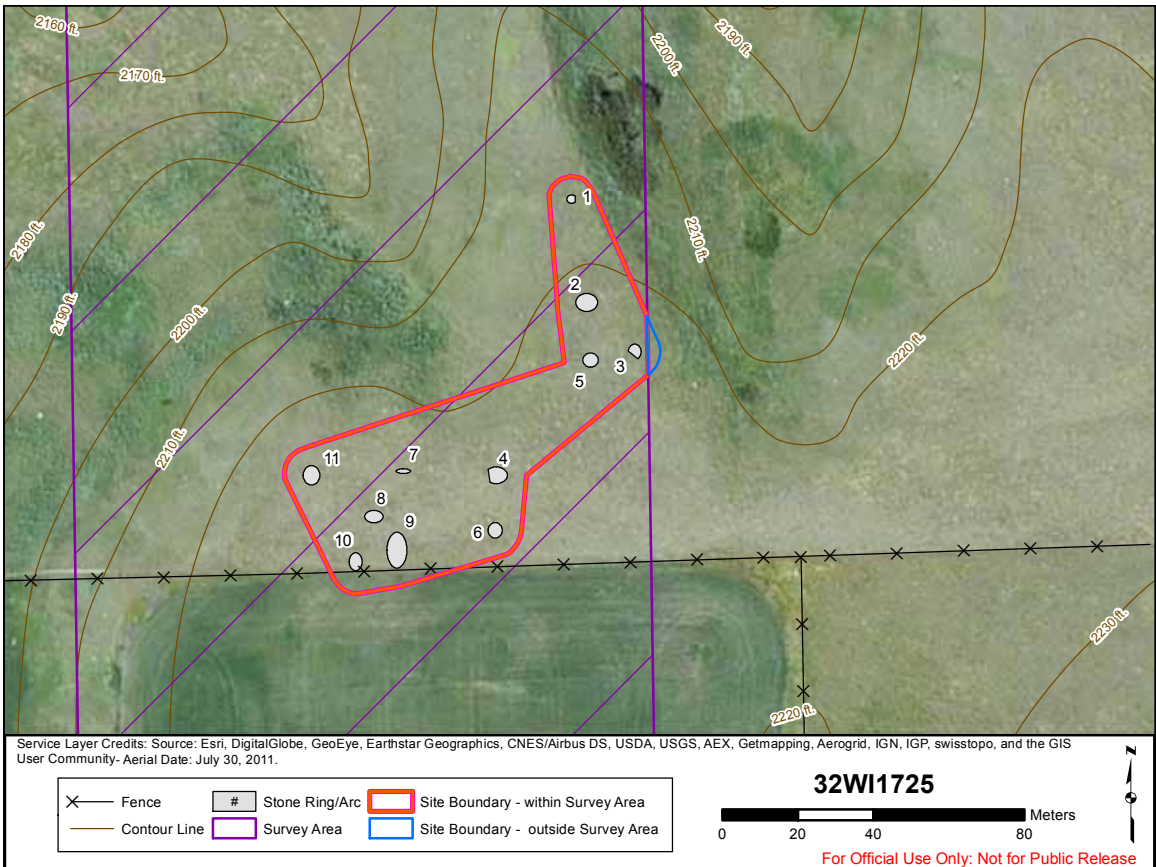 2160 ft.
2170 ft.
2180 ft.
2190 ft.
2200 ft.
2210 ft.
2200 ft.
2190 ft.
2210 ft.
2220 ft.
2230 ft.
2220 ft.
1
2
3
5
4
6
7
8
9
10
11
Service Layer Credits: Source: Esri, DigitalGlobe, GeoEye, Earthstar Geographics, CNES/Airbus DS, USDA, USGS, AEX, Getmapping, Aerogrid, IGN, IGP, swisstopo, and the GIS
User Community- Aerial Date: July 30, 2011.
Fence
# Stone Ring/Arc
Site Boundary - within Survey Area
Contour Line
Survey Area
Site Boundary - outside Survey Area
32WI1725
Meters
0 20 40 80
N
For Official Use Only: Not for Public Release